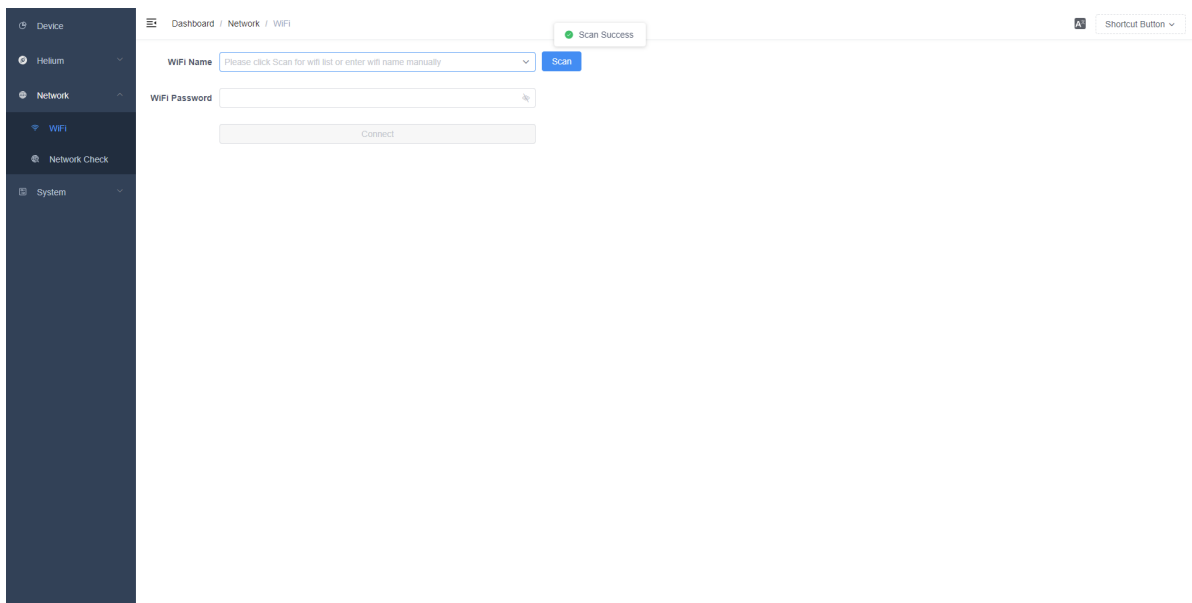 Device
Helium
Network
WiFi
Network Check
System
Dashboard / Network / WiFi
Scan Success
A
Shortcut Button
WiFi Name
Please click Scan for wifi list or enter wifi name manually
Scan
WiFi Password
Connect